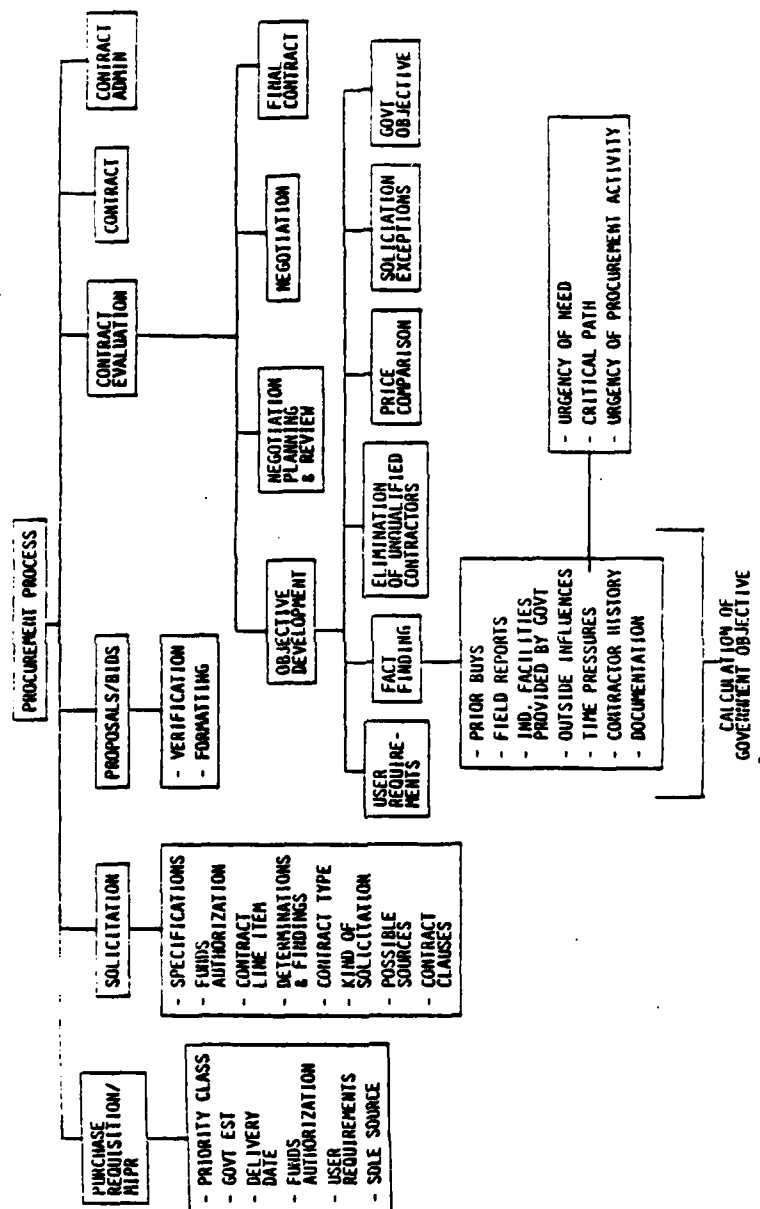 PROCUREMENT PROCESS
PURCHASE
REQUISITION/
MIPR
SOLICITATION
PROPOSALS/BIDS
CONTRACT
EVALUATION
CONTRACT
CONTRACT
ADMIN
- PRIORITY CLASS
- GOVT EST
- DELIVERY
DATE
- FUNDS
AUTHORIZATION
- USER
REQUIREMENTS
- SOLE SOURCE
- SPECIFICATIONS
- FUNDS
AUTHORIZATION
- CONTRACT
LINE ITEM
- DETERMINATIONS
& FINDINGS
- CONTRACT TYPE
- KIND OF
SOLICITATION
- POSSIBLE
SOURCES
- CONTRACT
CLAUSES
- VERIFICATION
- FORMATTING
OBJECTIVE
DEVELOPMENT
NEGOTIATION
PLANNING
& REVIEW
NEGOTIATION
FINAL
CONTRACT
USER
REQUIRE-
MENTS
FACT
FINDING
ELIMINATION
OF UNQUALIFIED
CONTRACTORS
PRICE
COMPARISON
SOLICIATION
EXCEPTIONS
GOVT
OBJECTIVE
- PRIOR BUYS
- FIELD REPORTS
- IND. FACILITIES
PROVIDED BY GOVT
- OUTSIDE INFLUENCES
- TIME PRESSURES
- CONTRACTOR HISTORY
- DOCUMENTATION
- URGENCY OF NEED
- CRITICAL PATH
- URGENCY OF PROCUREMENT ACTIVITY
CALCULATION OF
GOVERNMENT OBJECTIVE